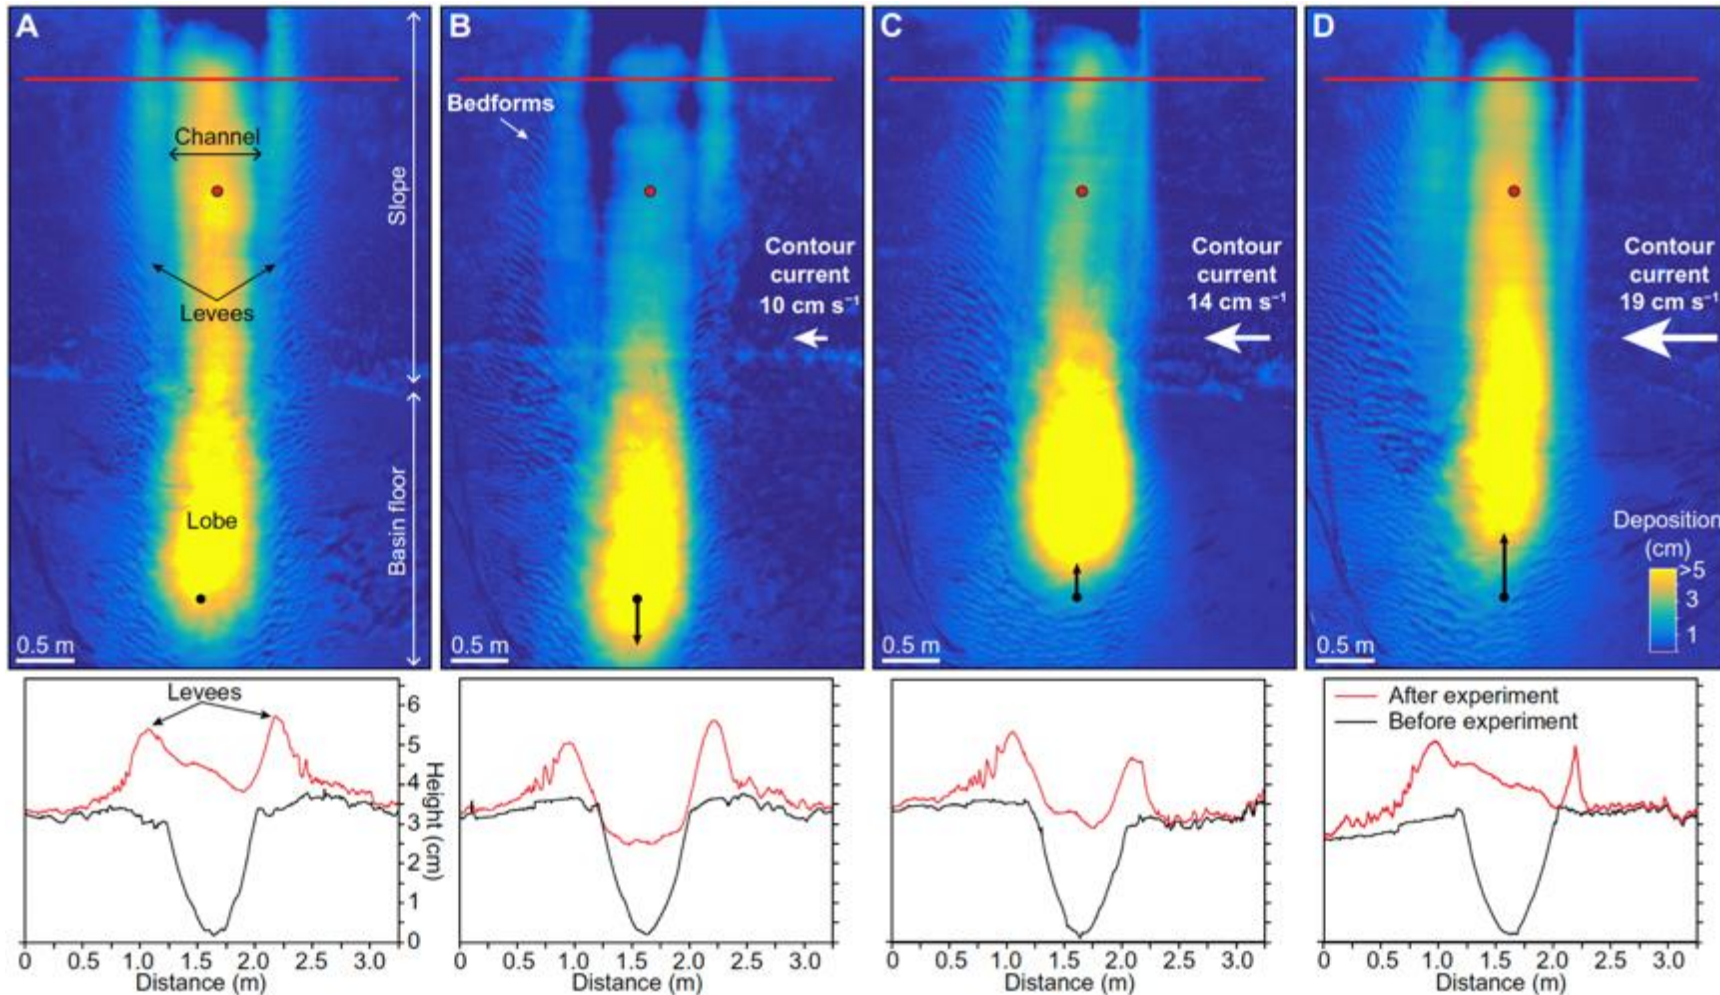 A
Channel
Levees
Slope
Basin floor
Lobe
0.5 m
B
Bedforms
Contour
current
10 cm s⁻¹
0.5 m
C
Contour
current
14 cm s⁻¹
0.5 m
D
Contour
current
19 cm s⁻¹
Deposition
(cm)
>5
3
1
0.5 m
Levees
6
5
4
3
2
1
0
Height (cm)
0 0.5 1.0 1.5 2.0 2.5 3.0
Distance (m)
0 0.5 1.0 1.5 2.0 2.5 3.0
Distance (m)
0 0.5 1.0 1.5 2.0 2.5 3.0
Distance (m)
After experiment
Before experiment
0 0.5 1.0 1.5 2.0 2.5 3.0
Distance (m)